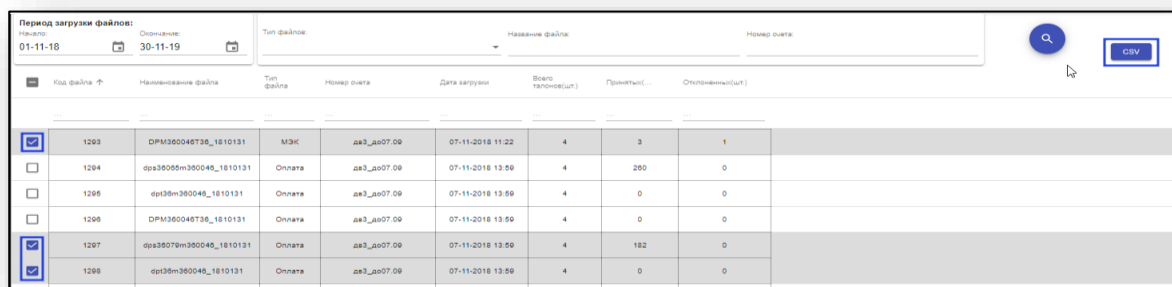 Период загрузки файлов:
Начало: Окончание: Тип файлов: Название файла: Номер счета:
01-11-18 30-11-19
CSV
Код файла Наименование файла Тип файла Номер счета Дата загрузки Всего талонов(шт.) Принятых(... Отклоненных(шт.)
... ... ... ... ... ... ... ...
1293 DPM360046T36_1810131 МЭК дв3_до07.09 07-11-2018 11:22 4 3 1
1294 dps36065m360046_1810131 Оплата дв3_до07.09 07-11-2018 13:59 4 260 0
1295 dpt36m360046_1810131 Оплата дв3_до07.09 07-11-2018 13:59 4 0 0
1296 DPM360046T36_1810131 Оплата дв3_до07.09 07-11-2018 13:59 4 0 0
1297 dps36079m360046_1810131 Оплата дв3_до07.09 07-11-2018 13:59 4 182 0
1298 dpt36m360046_1810131 Оплата дв3_до07.09 07-11-2018 13:59 4 0 0